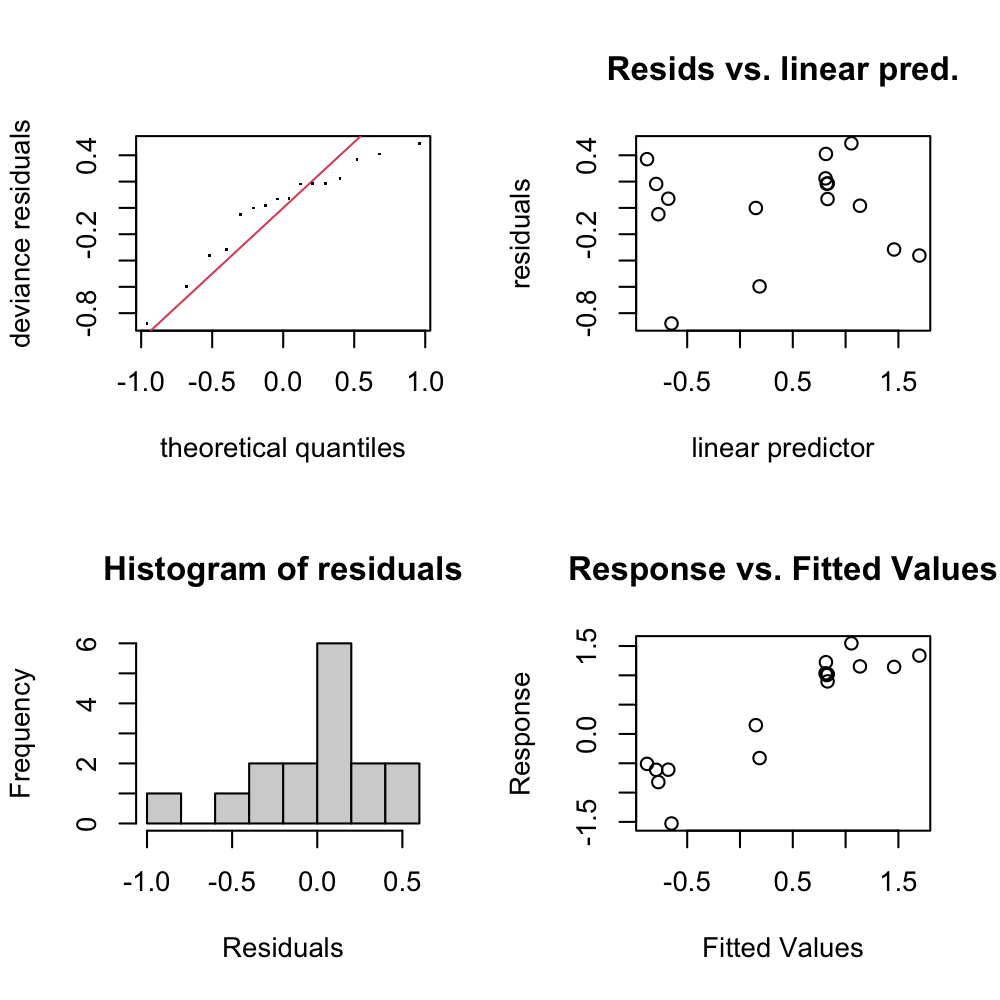 deviance residuals
0.4
-0.2
-0.8
-1.0 -0.5 0.0 0.5 1.0
theoretical quantiles
Resids vs. linear pred.
residuals
0.4
-0.2
-0.8
-0.5 0.5 1.5
linear predictor
Histogram of residuals
Frequency
6
4
2
0
-1.0 -0.5 0.0 0.5
Residuals
Response vs. Fitted Values
Response
1.5
0.0
-1.5
-0.5 0.5 1.5
Fitted Values